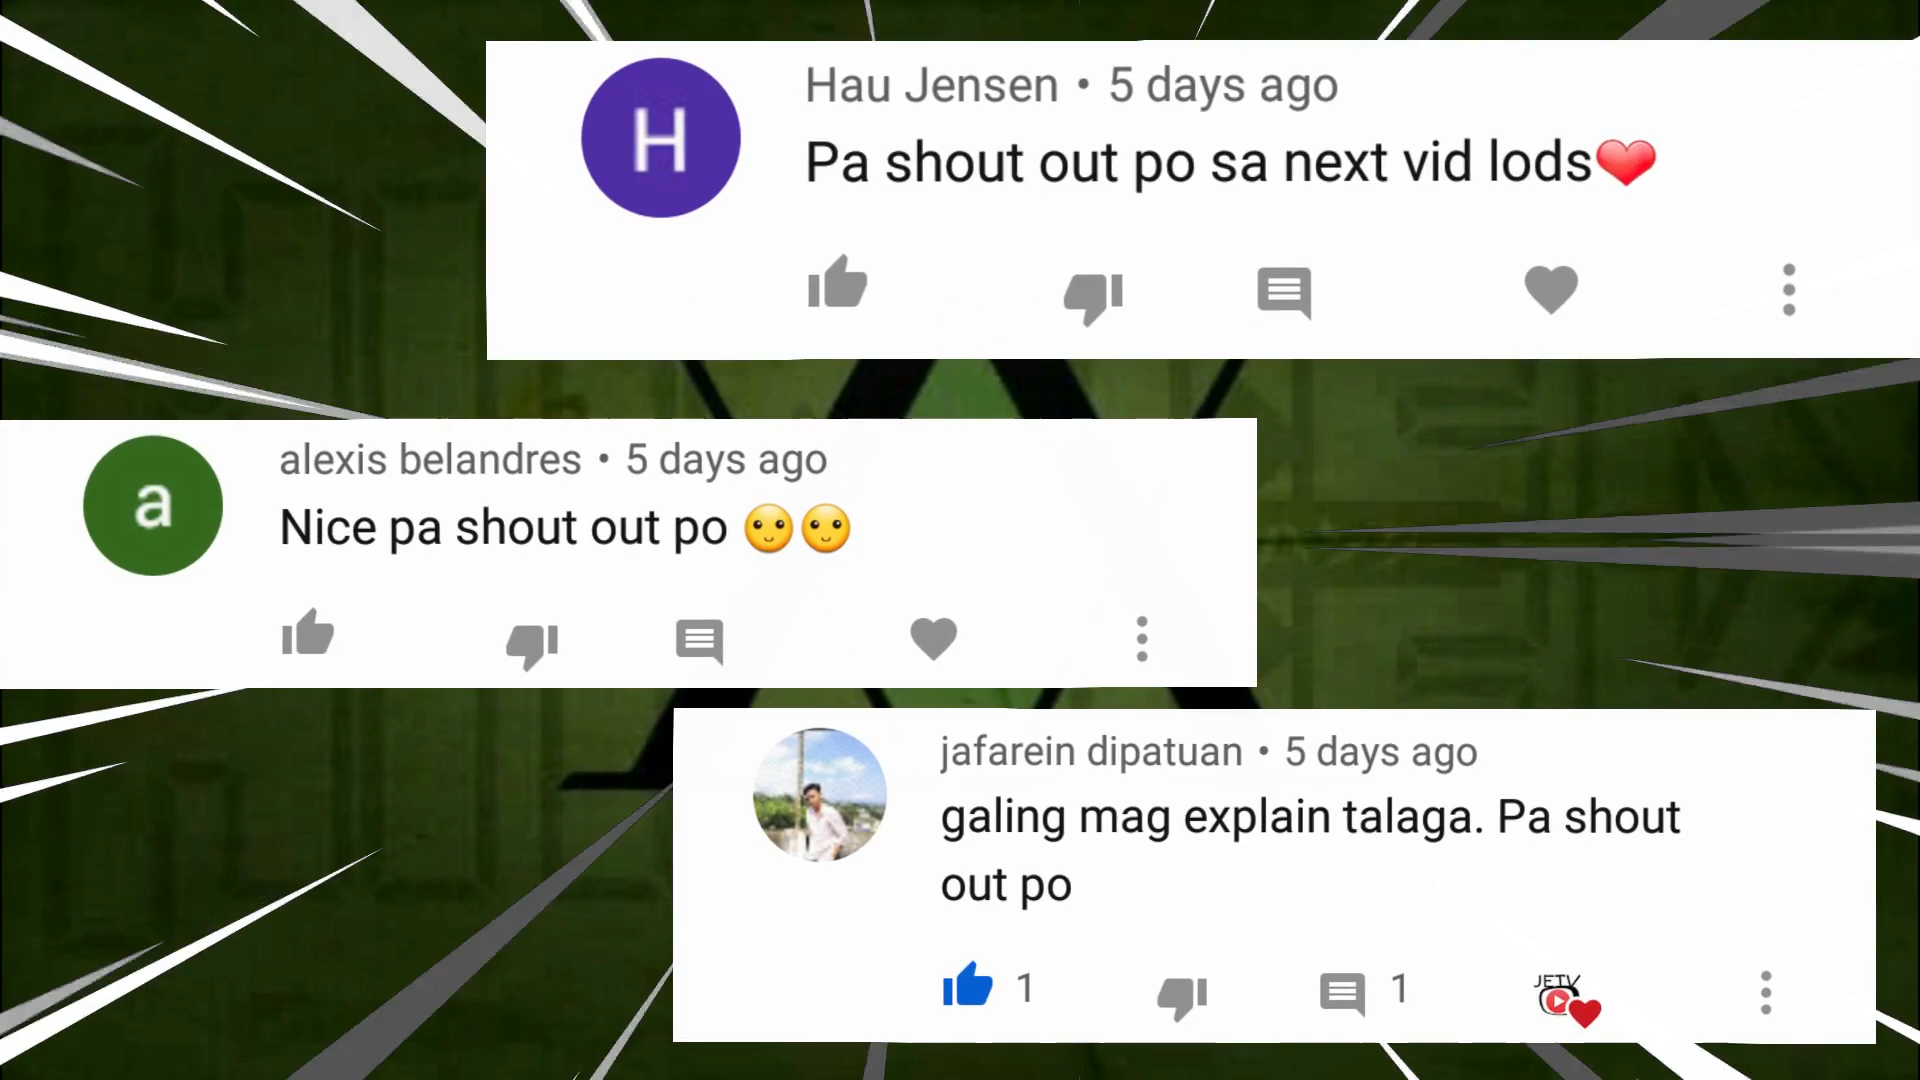 H
Hau Jensen • 5 days ago
Pa shout out po sa next vid lods❤️
a
alexis belandres • 5 days ago
Nice pa shout out po 🙂🙂
jafarein dipatuan • 5 days ago
galing mag explain talaga. Pa shout
out po
1
1
JETV